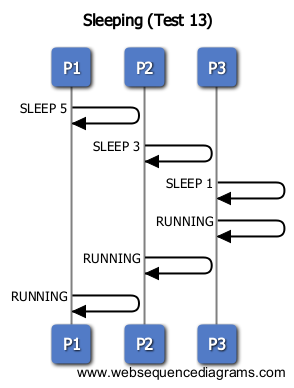 Sleeping (Test 13)
P1 P2 P3
SLEEP 5
SLEEP 3
SLEEP 1
RUNNING
RUNNING
RUNNING
P1 P2 P3
www.websequencediagrams.com